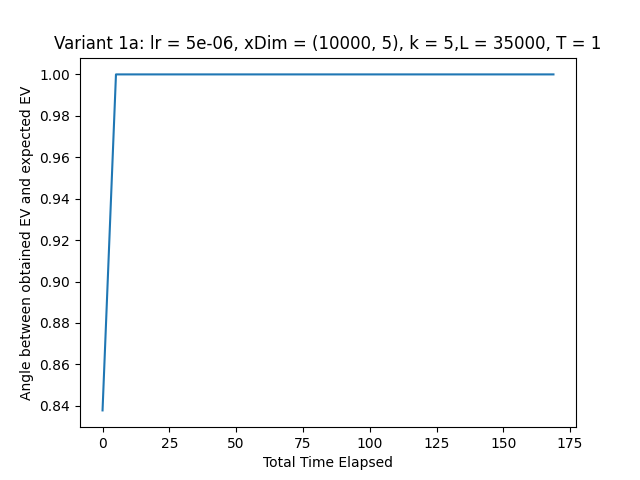 Variant 1a: lr = 5e-06, xDim = (10000, 5), k = 5,L = 35000, T = 1
Angle between obtained EV and expected EV
1.00
0.98
0.96
0.94
0.92
0.90
0.88
0.86
0.84
0 25 50 75 100 125 150 175
Total Time Elapsed